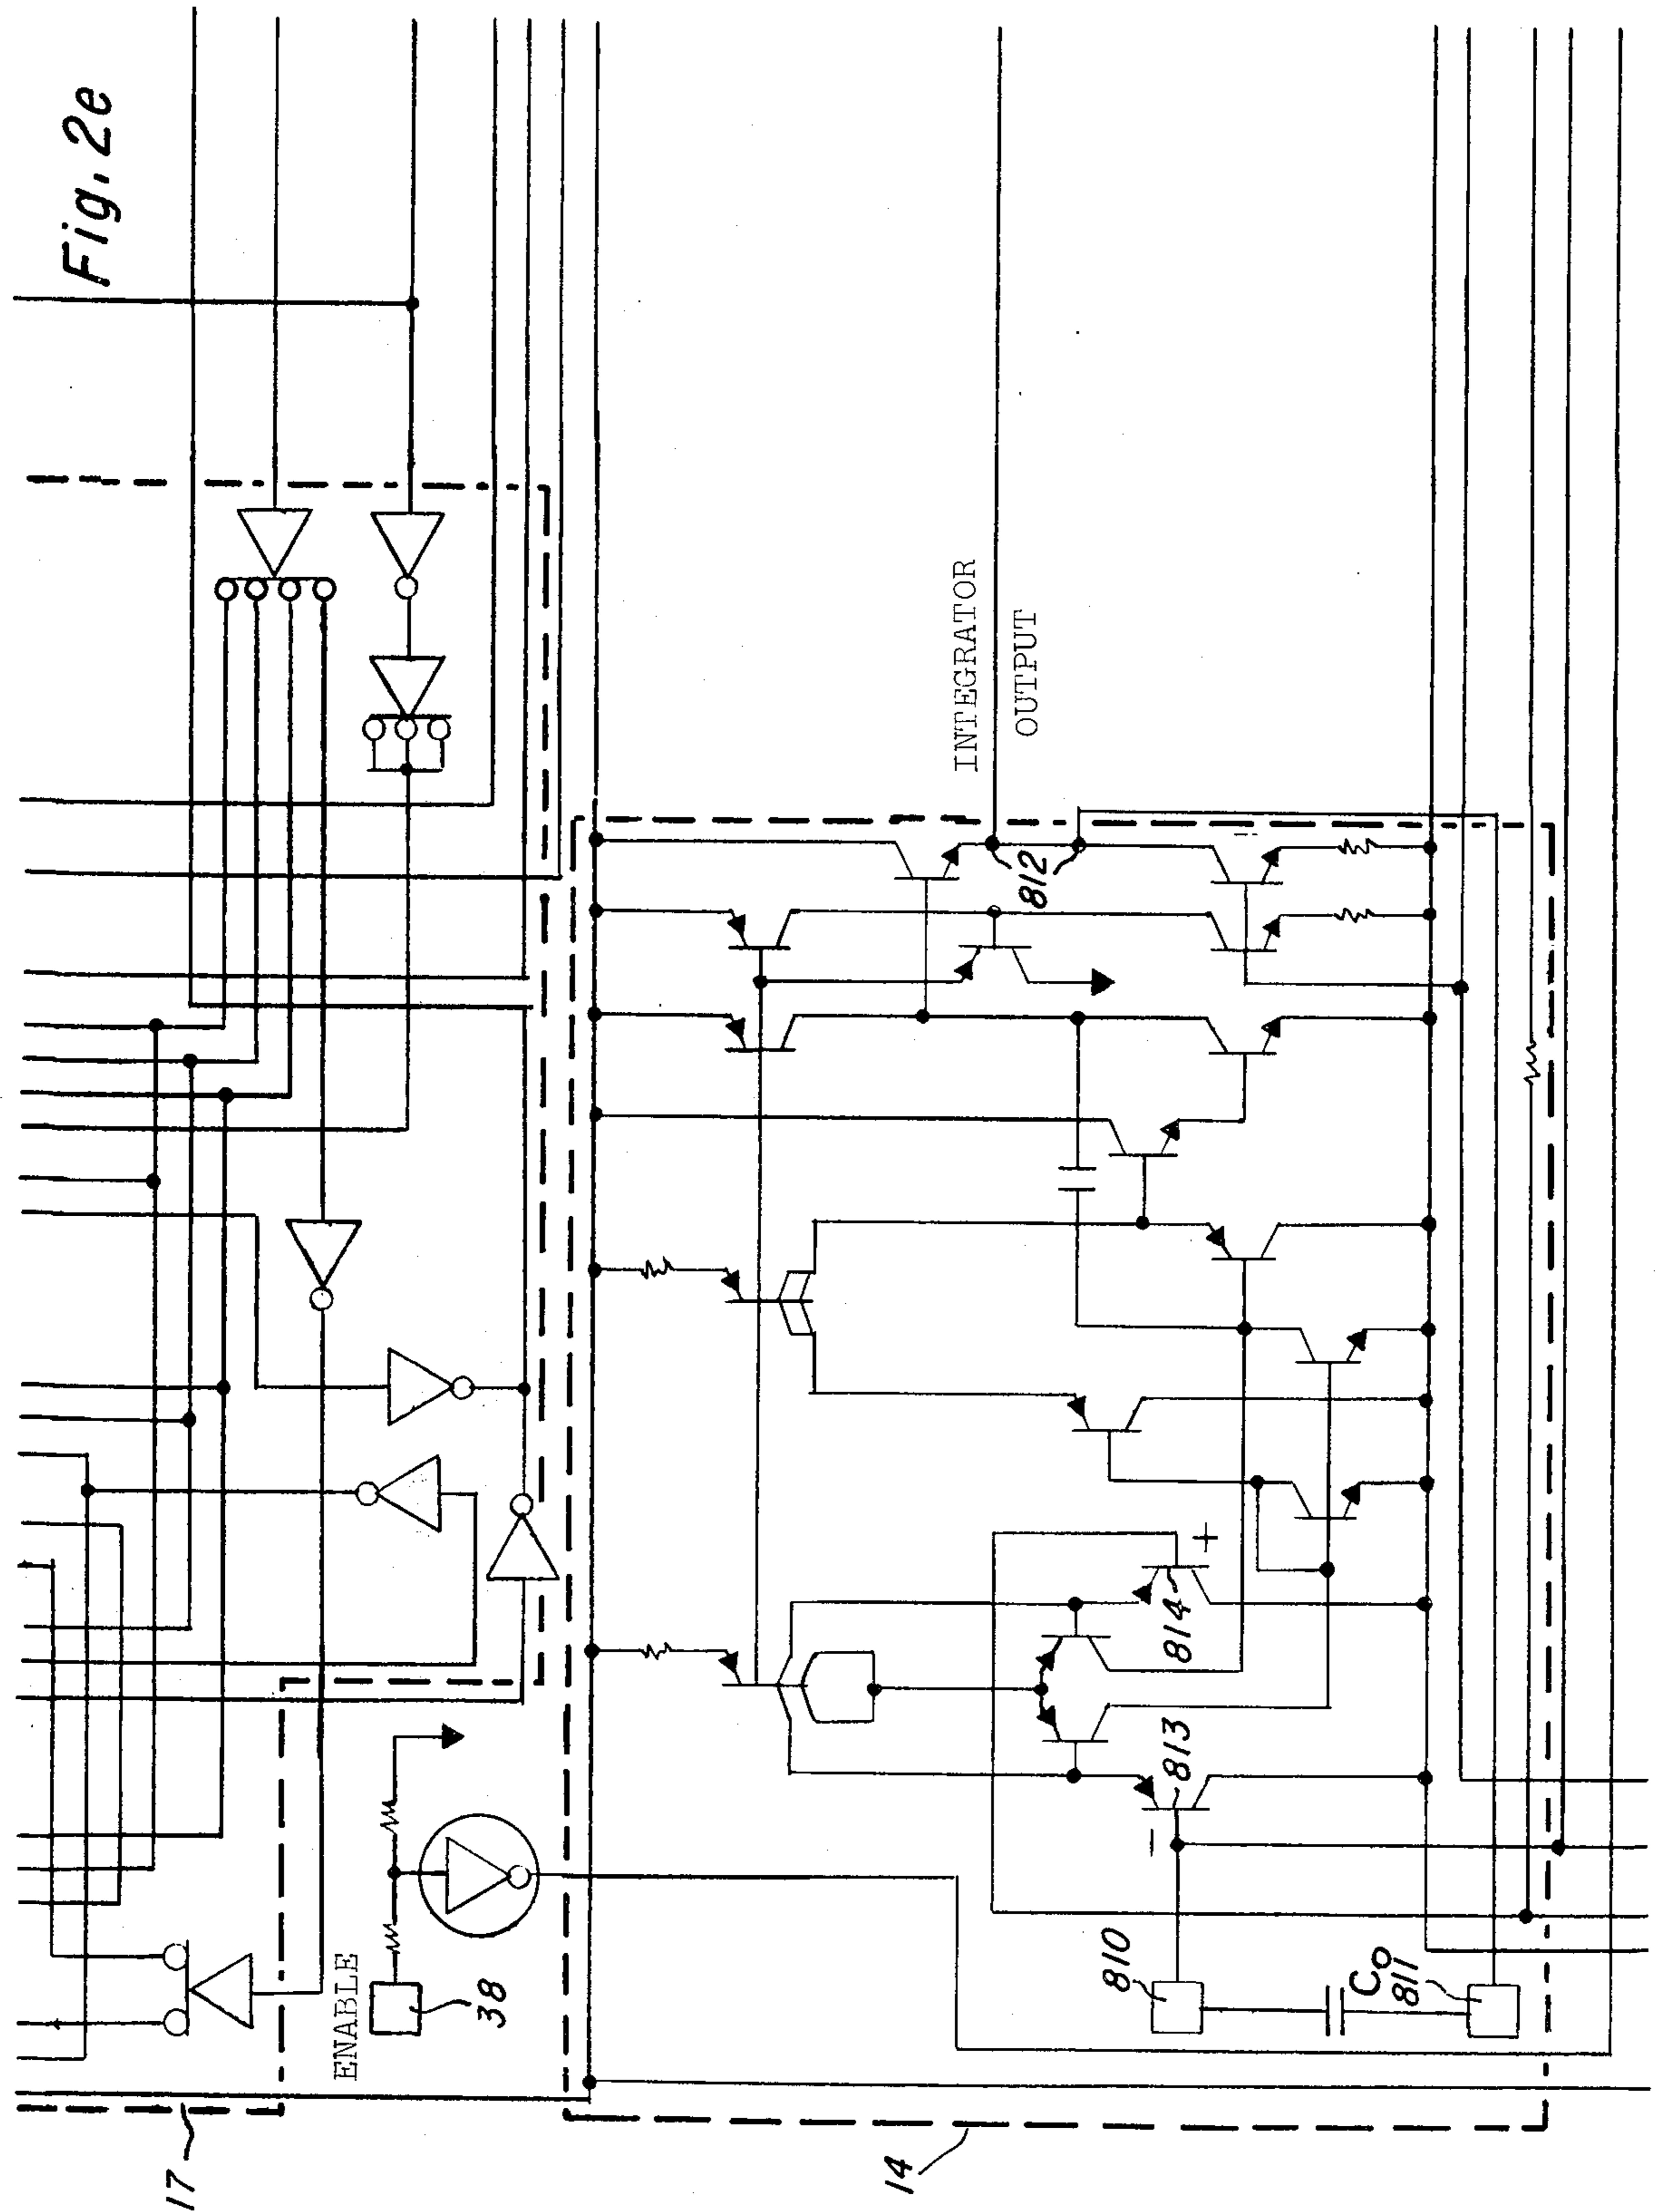 Fig. 2e
17
ENABLE
38
INTEGRATOR
OUTPUT
812
814
+
813
−
810
Co
811
14